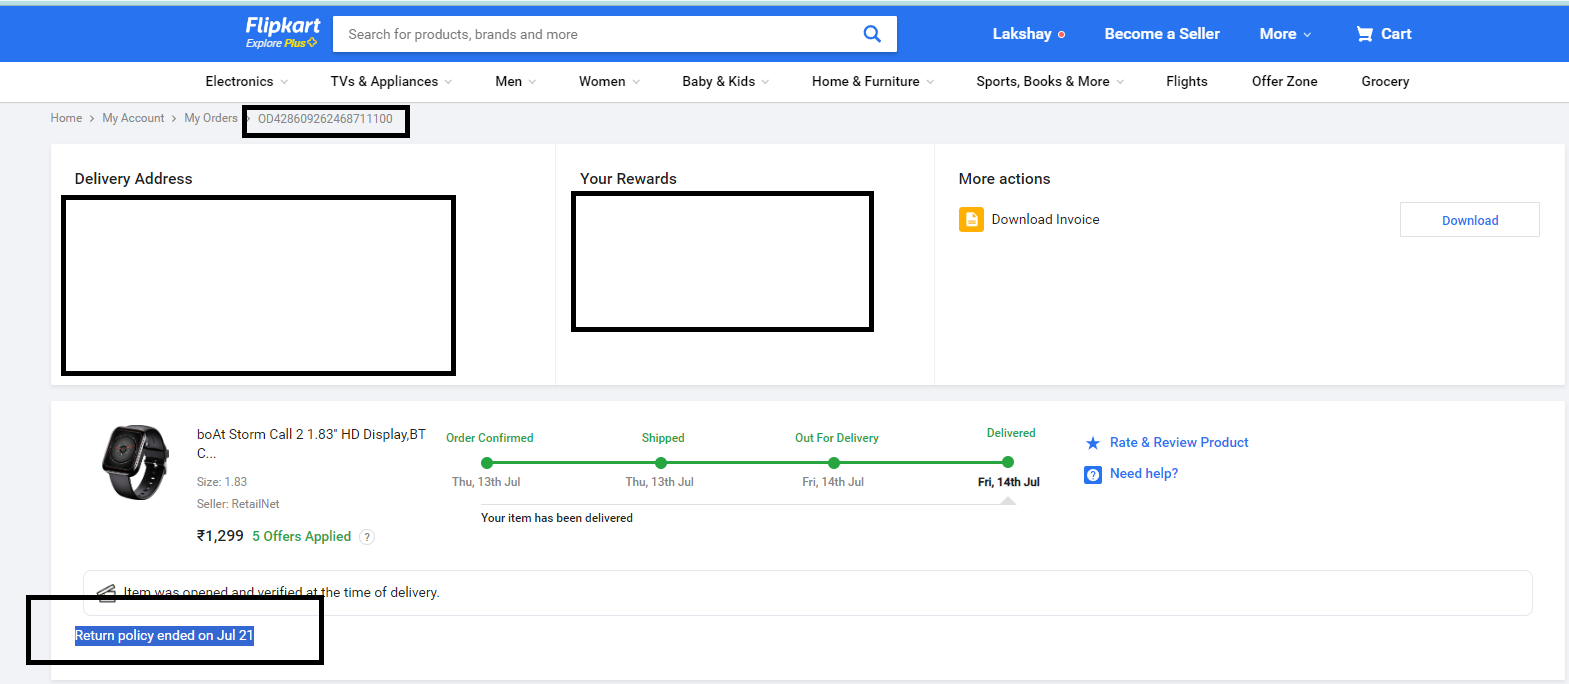 Flipkart
Explore Plus
Search for products, brands and more
Lakshay
Become a Seller
More
Cart
Electronics
TVs & Appliances
Men
Women
Baby & Kids
Home & Furniture
Sports, Books & More
Flights
Offer Zone
Grocery
Home
My Account
My Orders
OD428609262468711100
Delivery Address
Your Rewards
More actions
Download Invoice
Download
boAt Storm Call 2 1.83" HD Display,BT
C...
Size: 1.83
Seller: RetailNet
₹1,299 5 Offers Applied ?
Order Confirmed
Thu, 13th Jul
Shipped
Thu, 13th Jul
Out For Delivery
Fri, 14th Jul
Delivered
Fri, 14th Jul
Your item has been delivered
Rate & Review Product
? Need help?
Item was opened and verified at the time of delivery.
Return policy ended on Jul 21